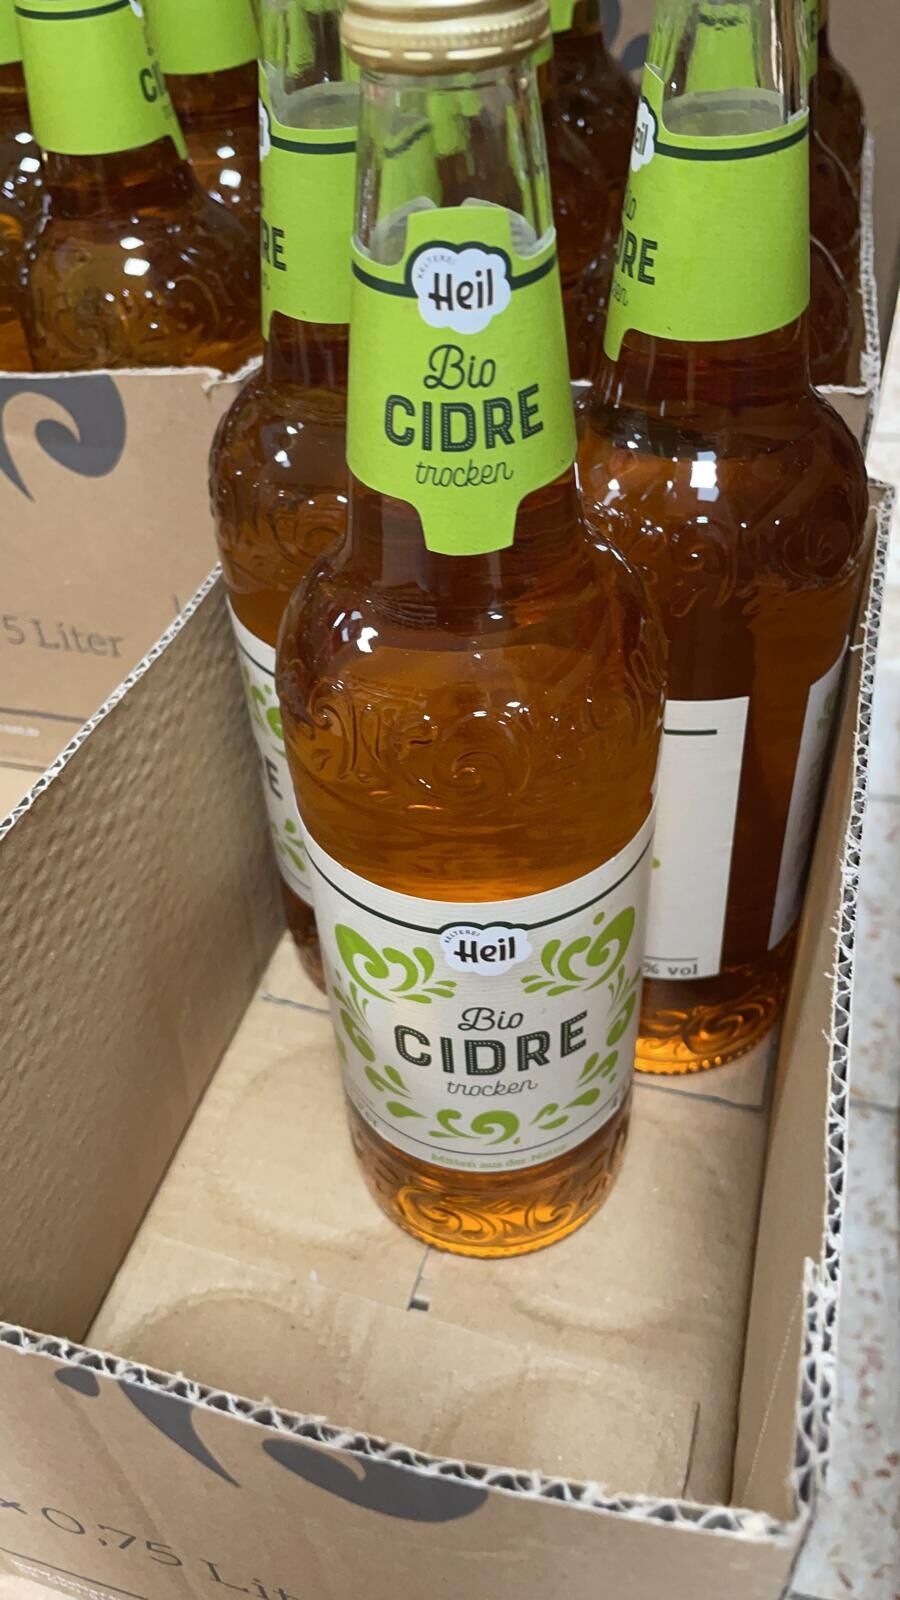 KELTEREI
Heil
Bio
CIDRE
trocken
KELTEREI
Heil
Bio
CIDRE
trocken
Mitten aus der Natur
% vol
5 Liter
x 0,75 Lit